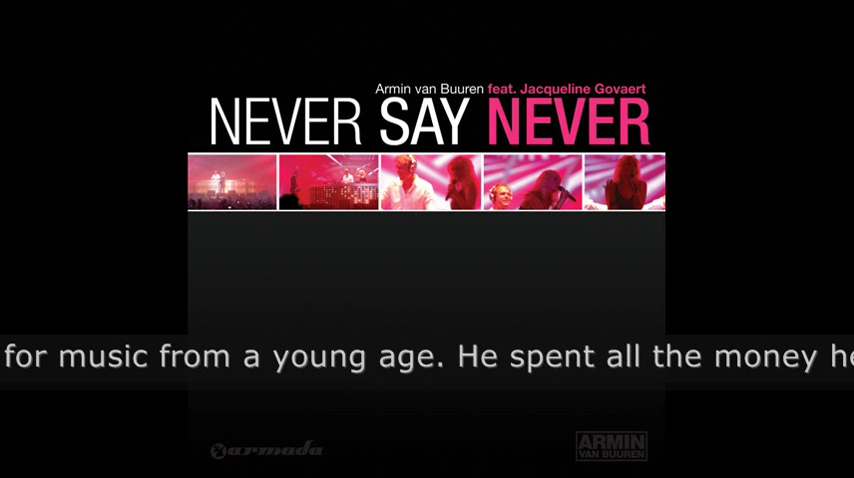 Armin van Buuren feat. Jacqueline Govaert
NEVER SAY NEVER
for music from a young age. He spent all the money he
armada
ARMIN
VAN BUUREN